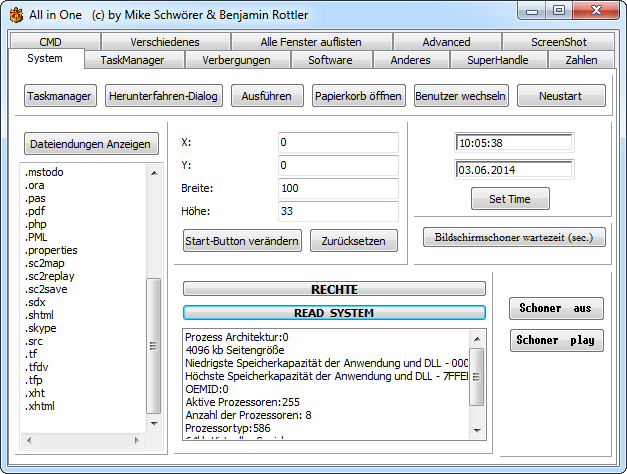 All in One (c) by Mike Schwörer & Benjamin Rottler
CMD Verschiedenes Alle Fenster auflisten Advanced ScreenShot
System TaskManager Verbergungen Software Anderes SuperHandle Zahlen
Taskmanager Herunterfahren-Dialog Ausführen Papierkorb öffnen Benutzer wechseln Neustart
Dateiendungen Anzeigen
.mstodo
.ora
.pas
.pdf
.php
.PML
.properties
.sc2map
.sc2replay
.sc2save
.sdx
.shtml
.skype
.src
.tf
.tfdv
.tfp
.xht
.xhtml
X: 0
Y: 0
Breite: 100
Höhe: 33
Start-Button verändern Zurücksetzen
10:05:38
03.06.2014
Set Time
Bildschirmschoner wartezeit (sec.)
RECHTE
READ SYSTEM
Prozess Architektur:0
4096 kb Seitengröße
Niedrigste Speicherkapazität der Anwendung und DLL - 000
Höchste Speicherkapazität der Anwendung und DLL - 7FFE
OEMID:0
Aktive Prozessoren:255
Anzahl der Prozessoren: 8
Prozessortyp:586
Schoner aus
Schoner play